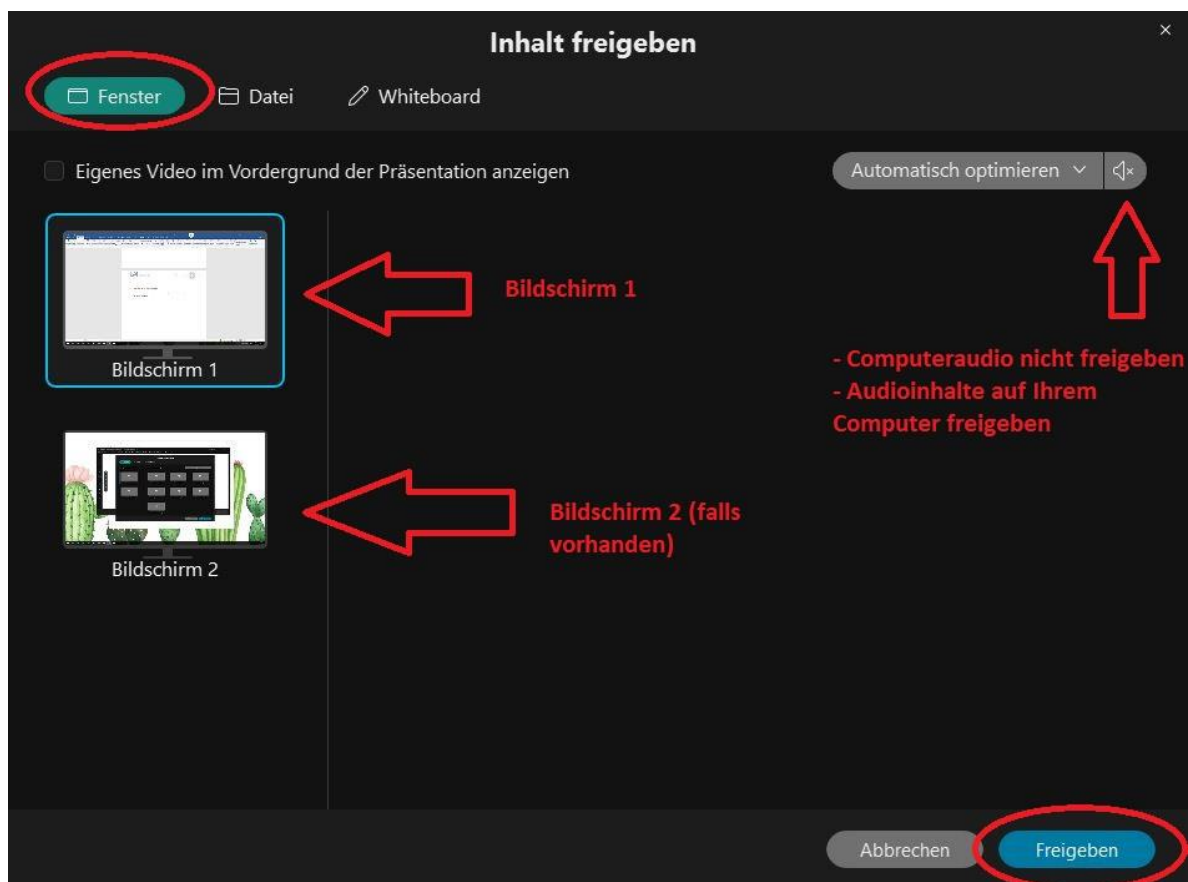 Inhalt freigeben
Fenster
Datei
Whiteboard
Eigenes Video im Vordergrund der Präsentation anzeigen
Automatisch optimieren
Bildschirm 1
Bildschirm 1
- Computeraudio nicht freigeben
- Audioinhalte auf Ihrem
Computer freigeben
Bildschirm 2 (falls
vorhanden)
Bildschirm 2
Abbrechen
Freigeben